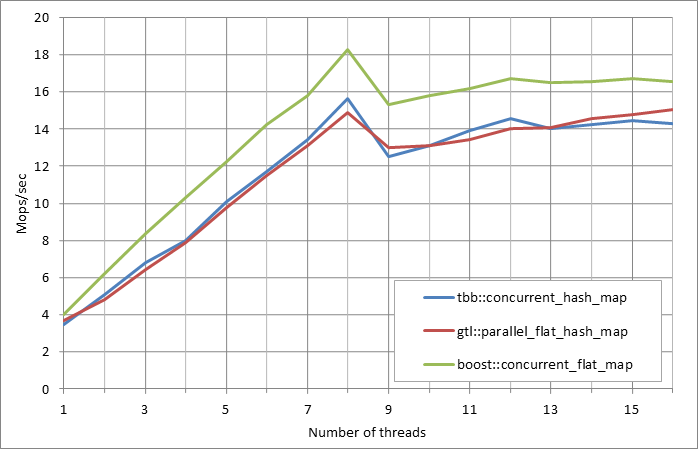 20
18
16
14
12
10
8
6
4
2
0
Mops/sec
tbb::concurrent_hash_map
gtl::parallel_flat_hash_map
boost::concurrent_flat_map
1 3 5 7 9 11 13 15
Number of threads